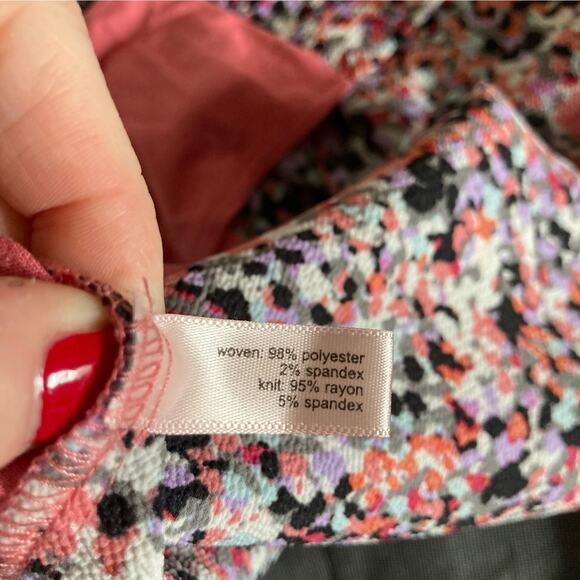 woven: 98% polyester
2% spandex
knit: 95% rayon
5% spandex